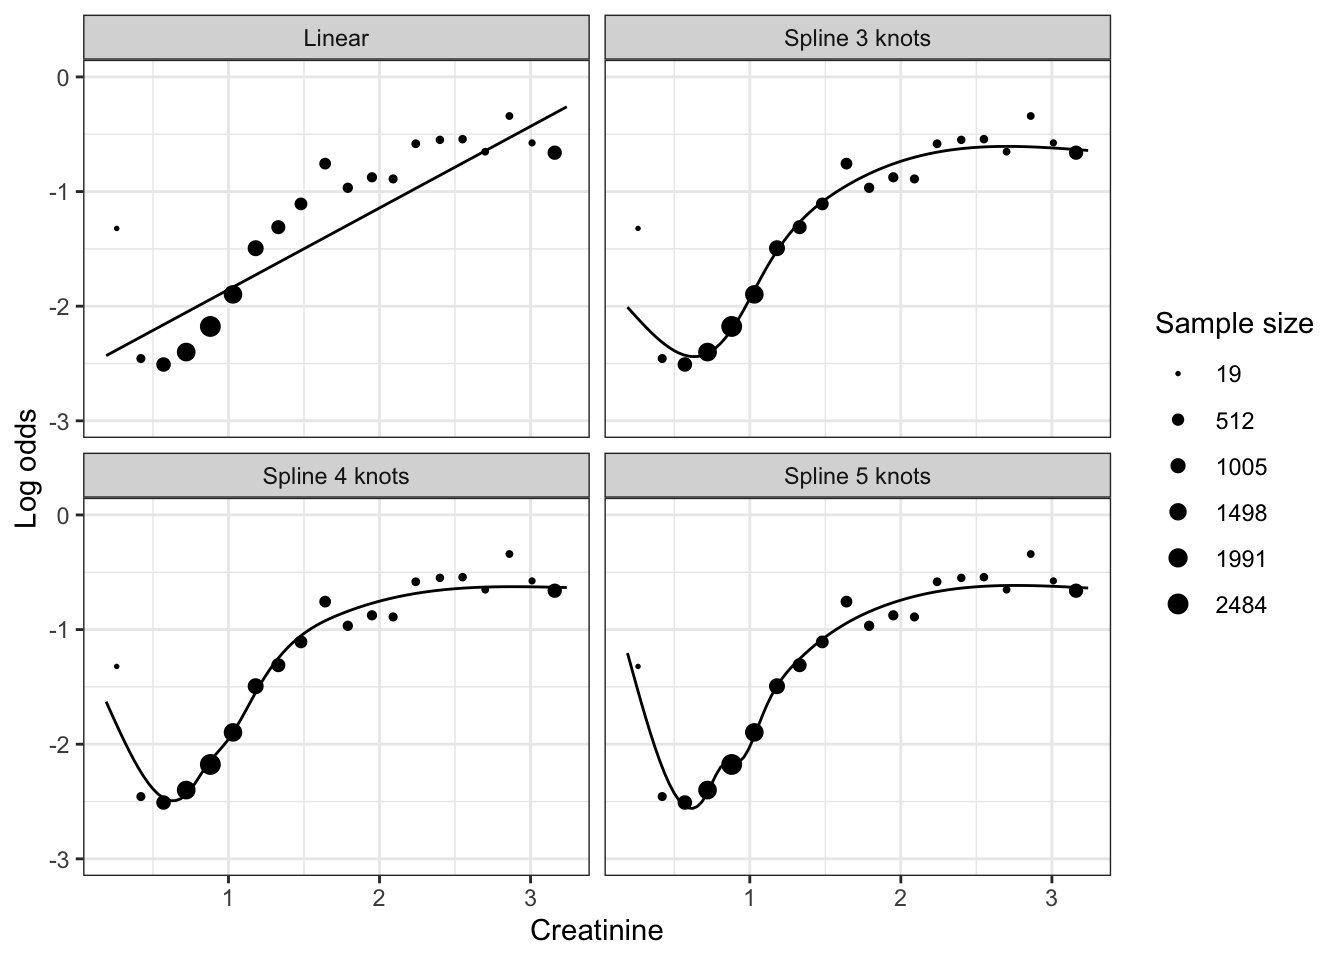 Linear
Spline 3 knots
0
-1
-2
-3
Spline 4 knots
Spline 5 knots
0
-1
-2
-3
1 2 3
1 2 3
Creatinine
Log odds
Sample size
19
512
1005
1498
1991
2484